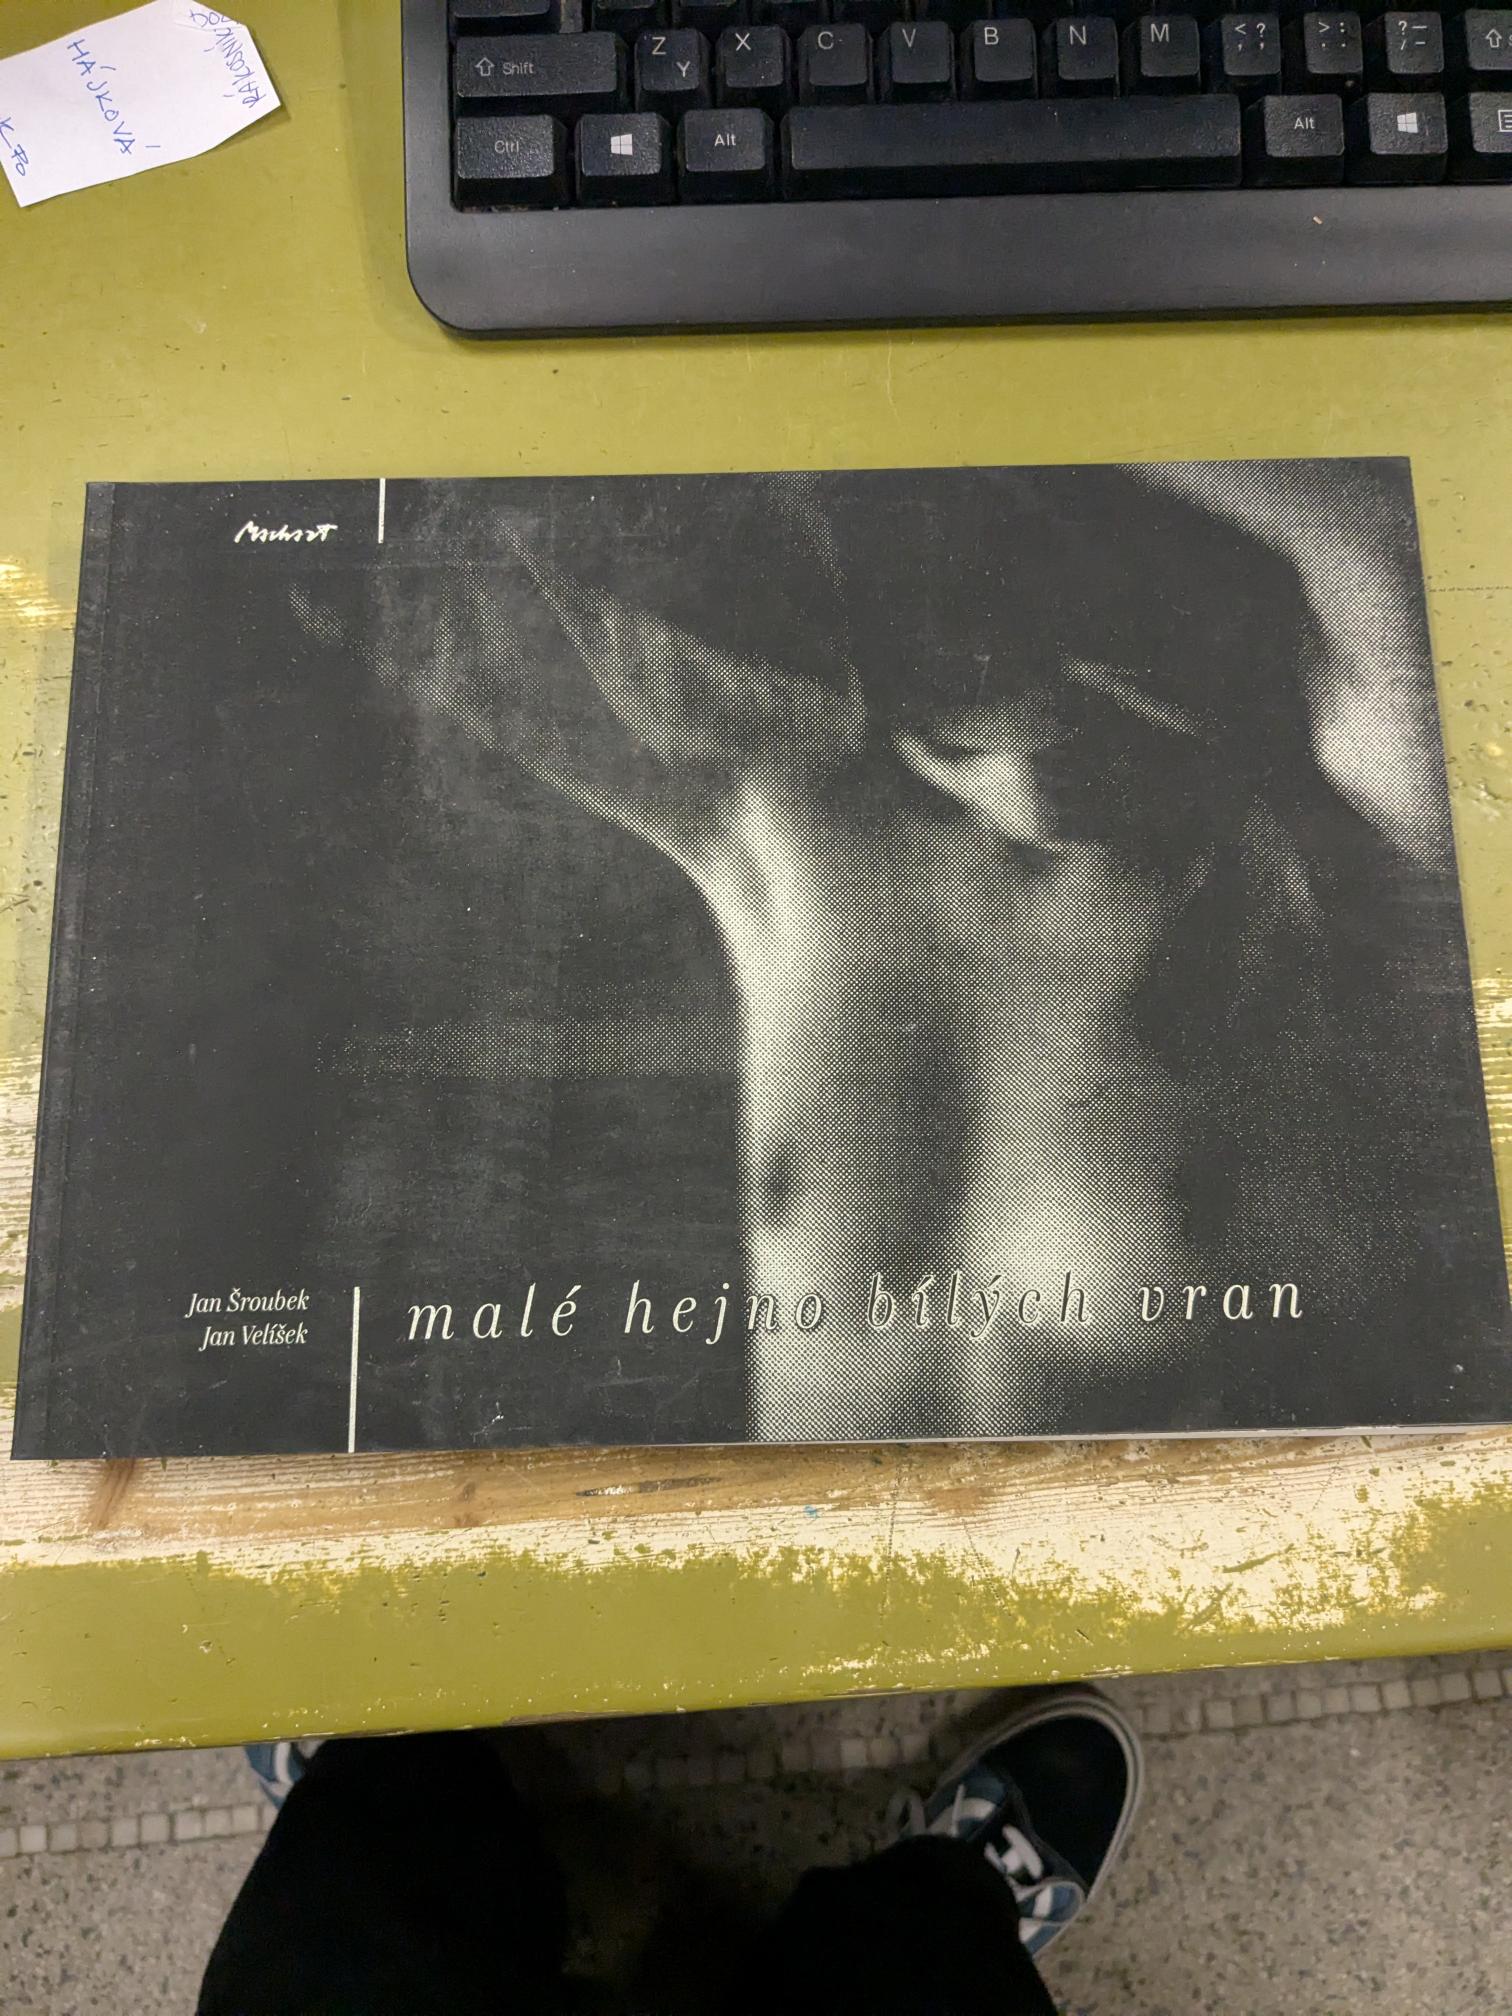 HÁJKOVÁ
Shift
Z
Y
X
C
V
B
N
M
< ?
, ;
> :
. :
? _
/ -
Ctrl
Alt
Alt
Jan Šroubek
Jan Velíšek
malé hejno bílých vran